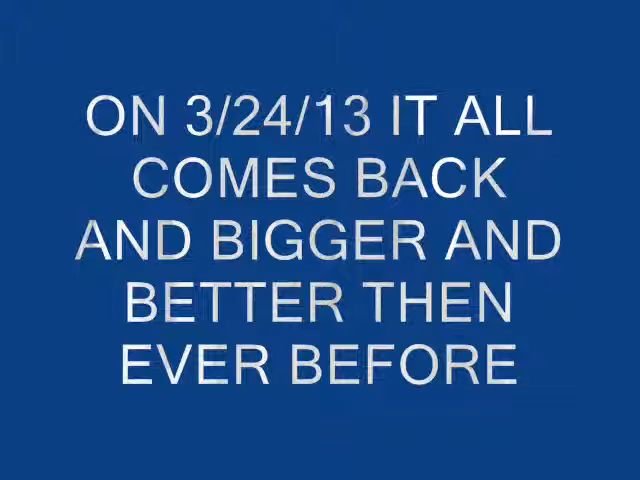 ON 3/24/13 IT ALL
COMES BACK
AND BIGGER AND
BETTER THEN
EVER BEFORE